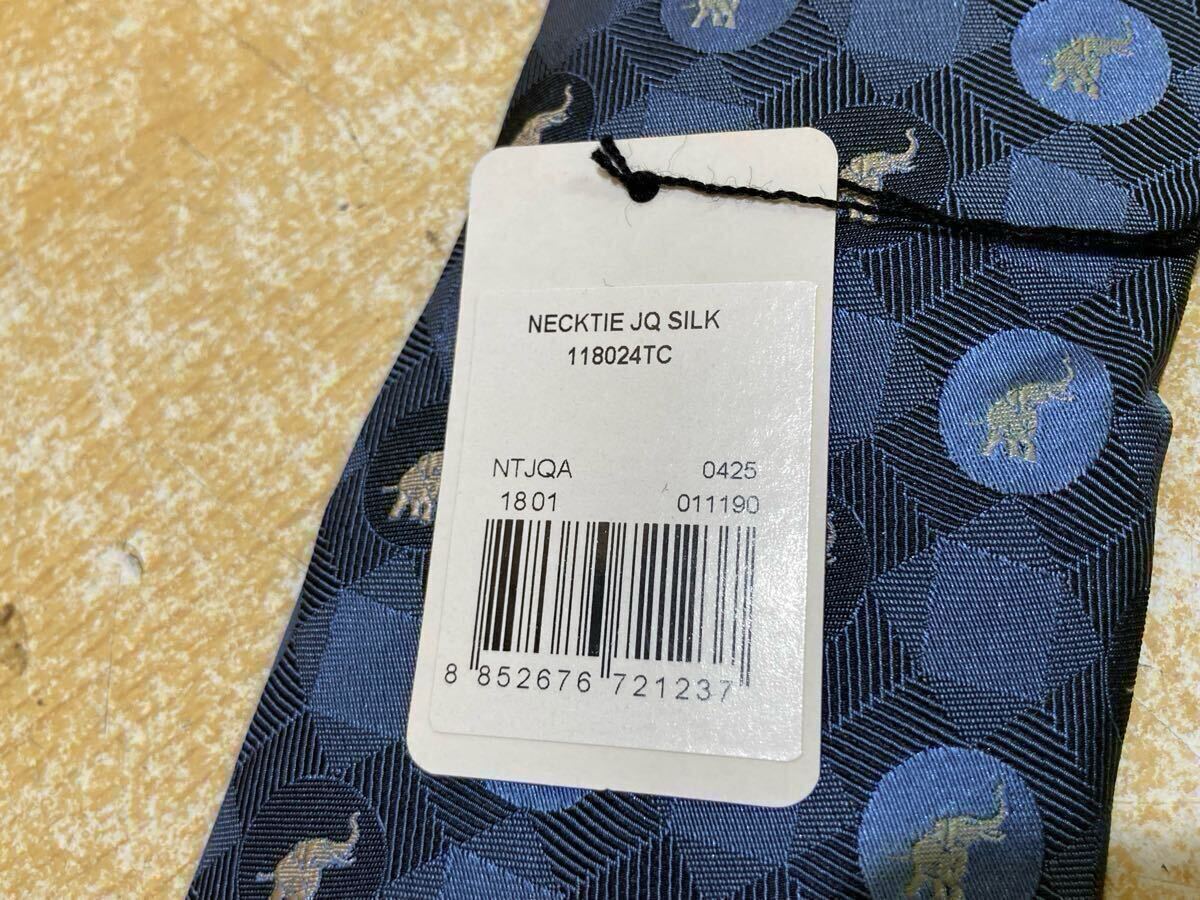 NECKTIE JQ SILK
118024TC
NTJQA 0425
1801 011190
8 852676 721237